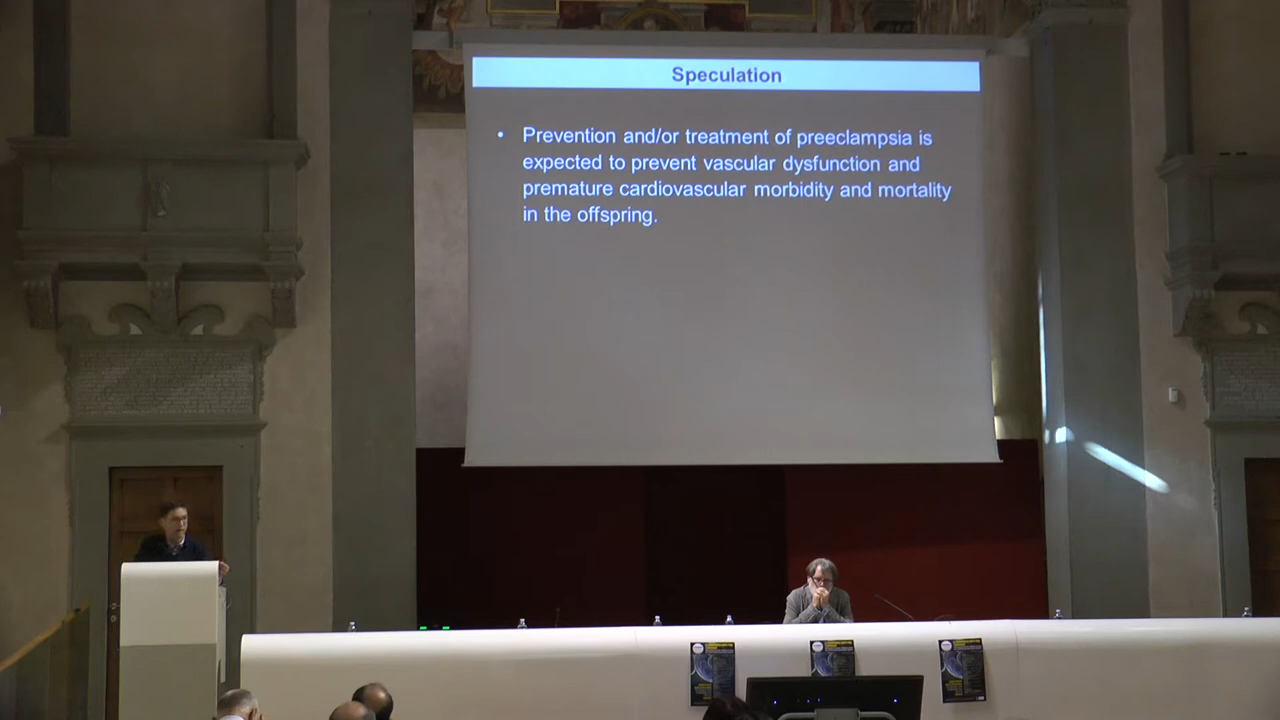 Speculation
• Prevention and/or treatment of preeclampsia is
expected to prevent vascular dysfunction and
premature cardiovascular morbidity and mortality
in the offspring.